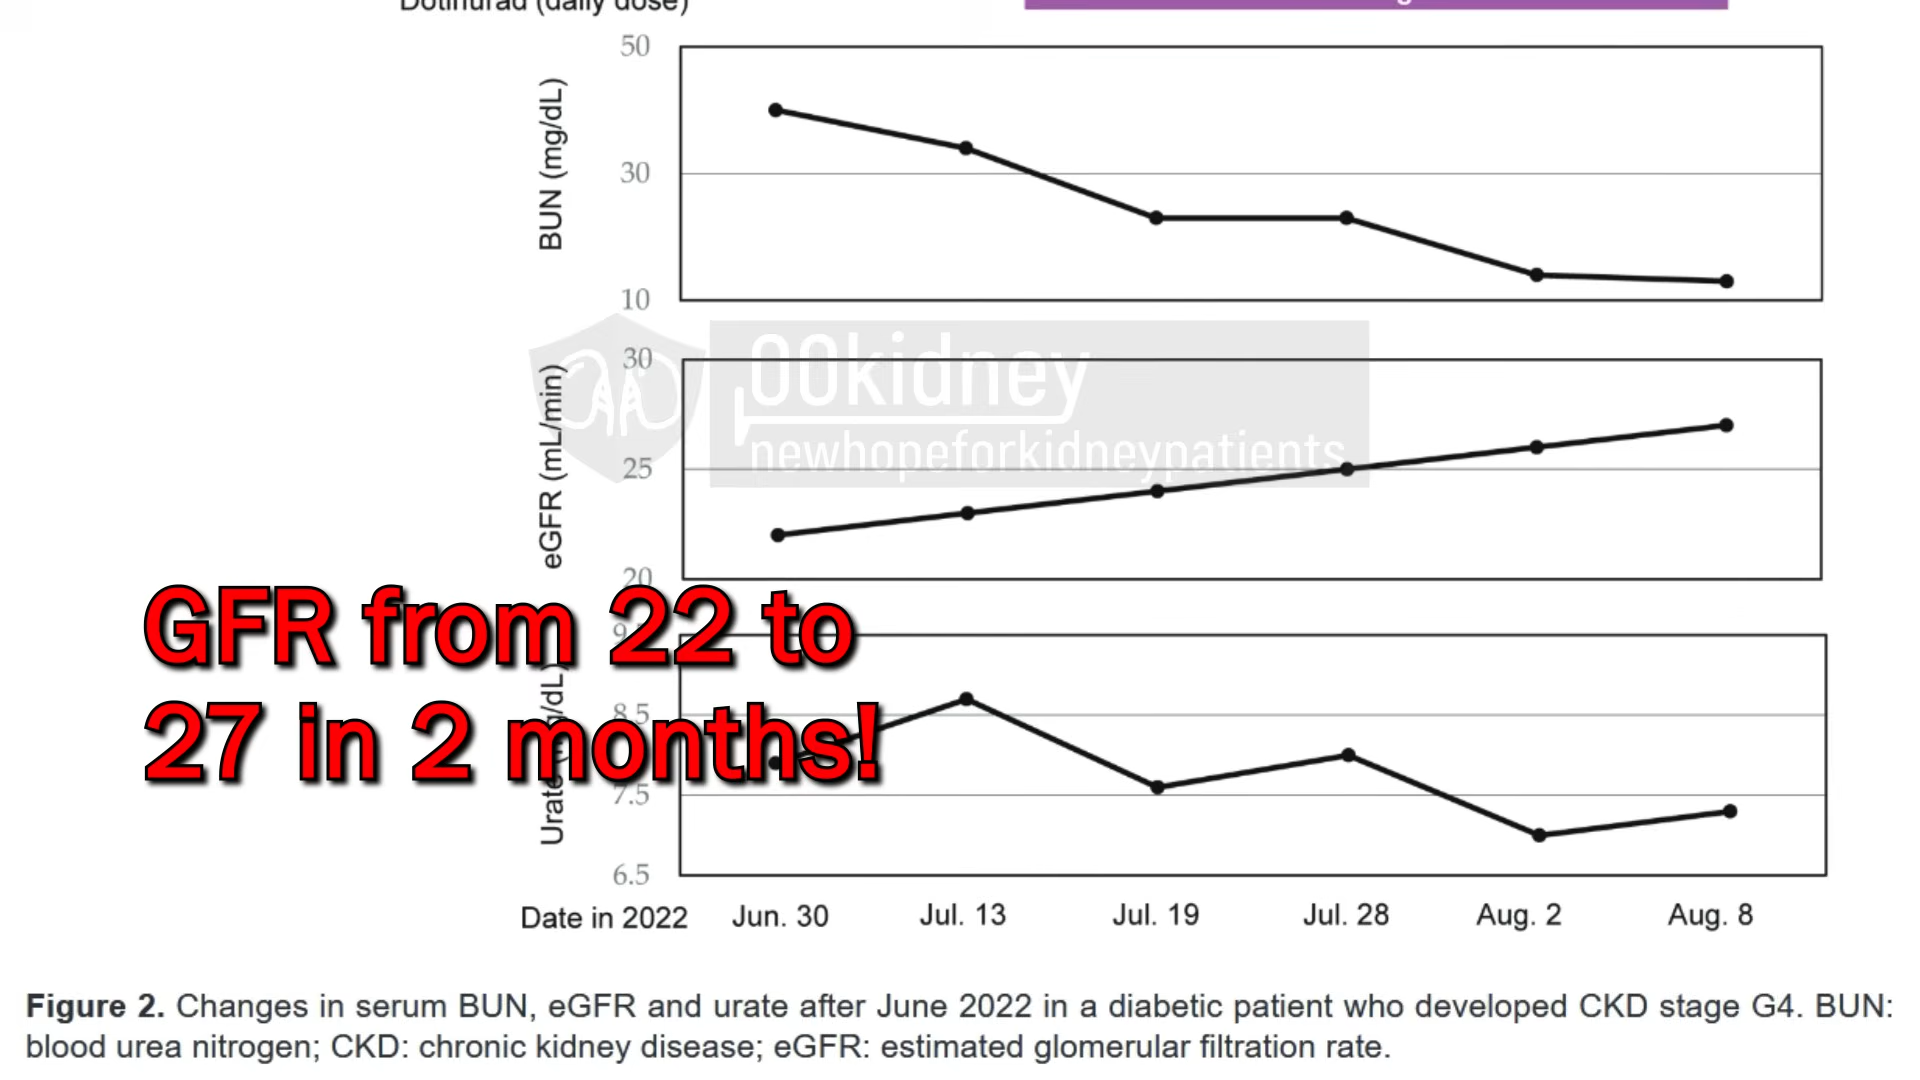 Dotinurad (daily dose)
50
BUN (mg/dL)
30
10
00kidney
newhopeforkidneypatients
30
eGFR (mL/min)
25
20
GFR from 22 to
27 in 2 months!
8.5
7.5
6.5
Date in 2022 Jun. 30 Jul. 13 Jul. 19 Jul. 28 Aug. 2 Aug. 8
Figure 2. Changes in serum BUN, eGFR and urate after June 2022 in a diabetic patient who developed CKD stage G4. BUN:
blood urea nitrogen; CKD: chronic kidney disease; eGFR: estimated glomerular filtration rate.